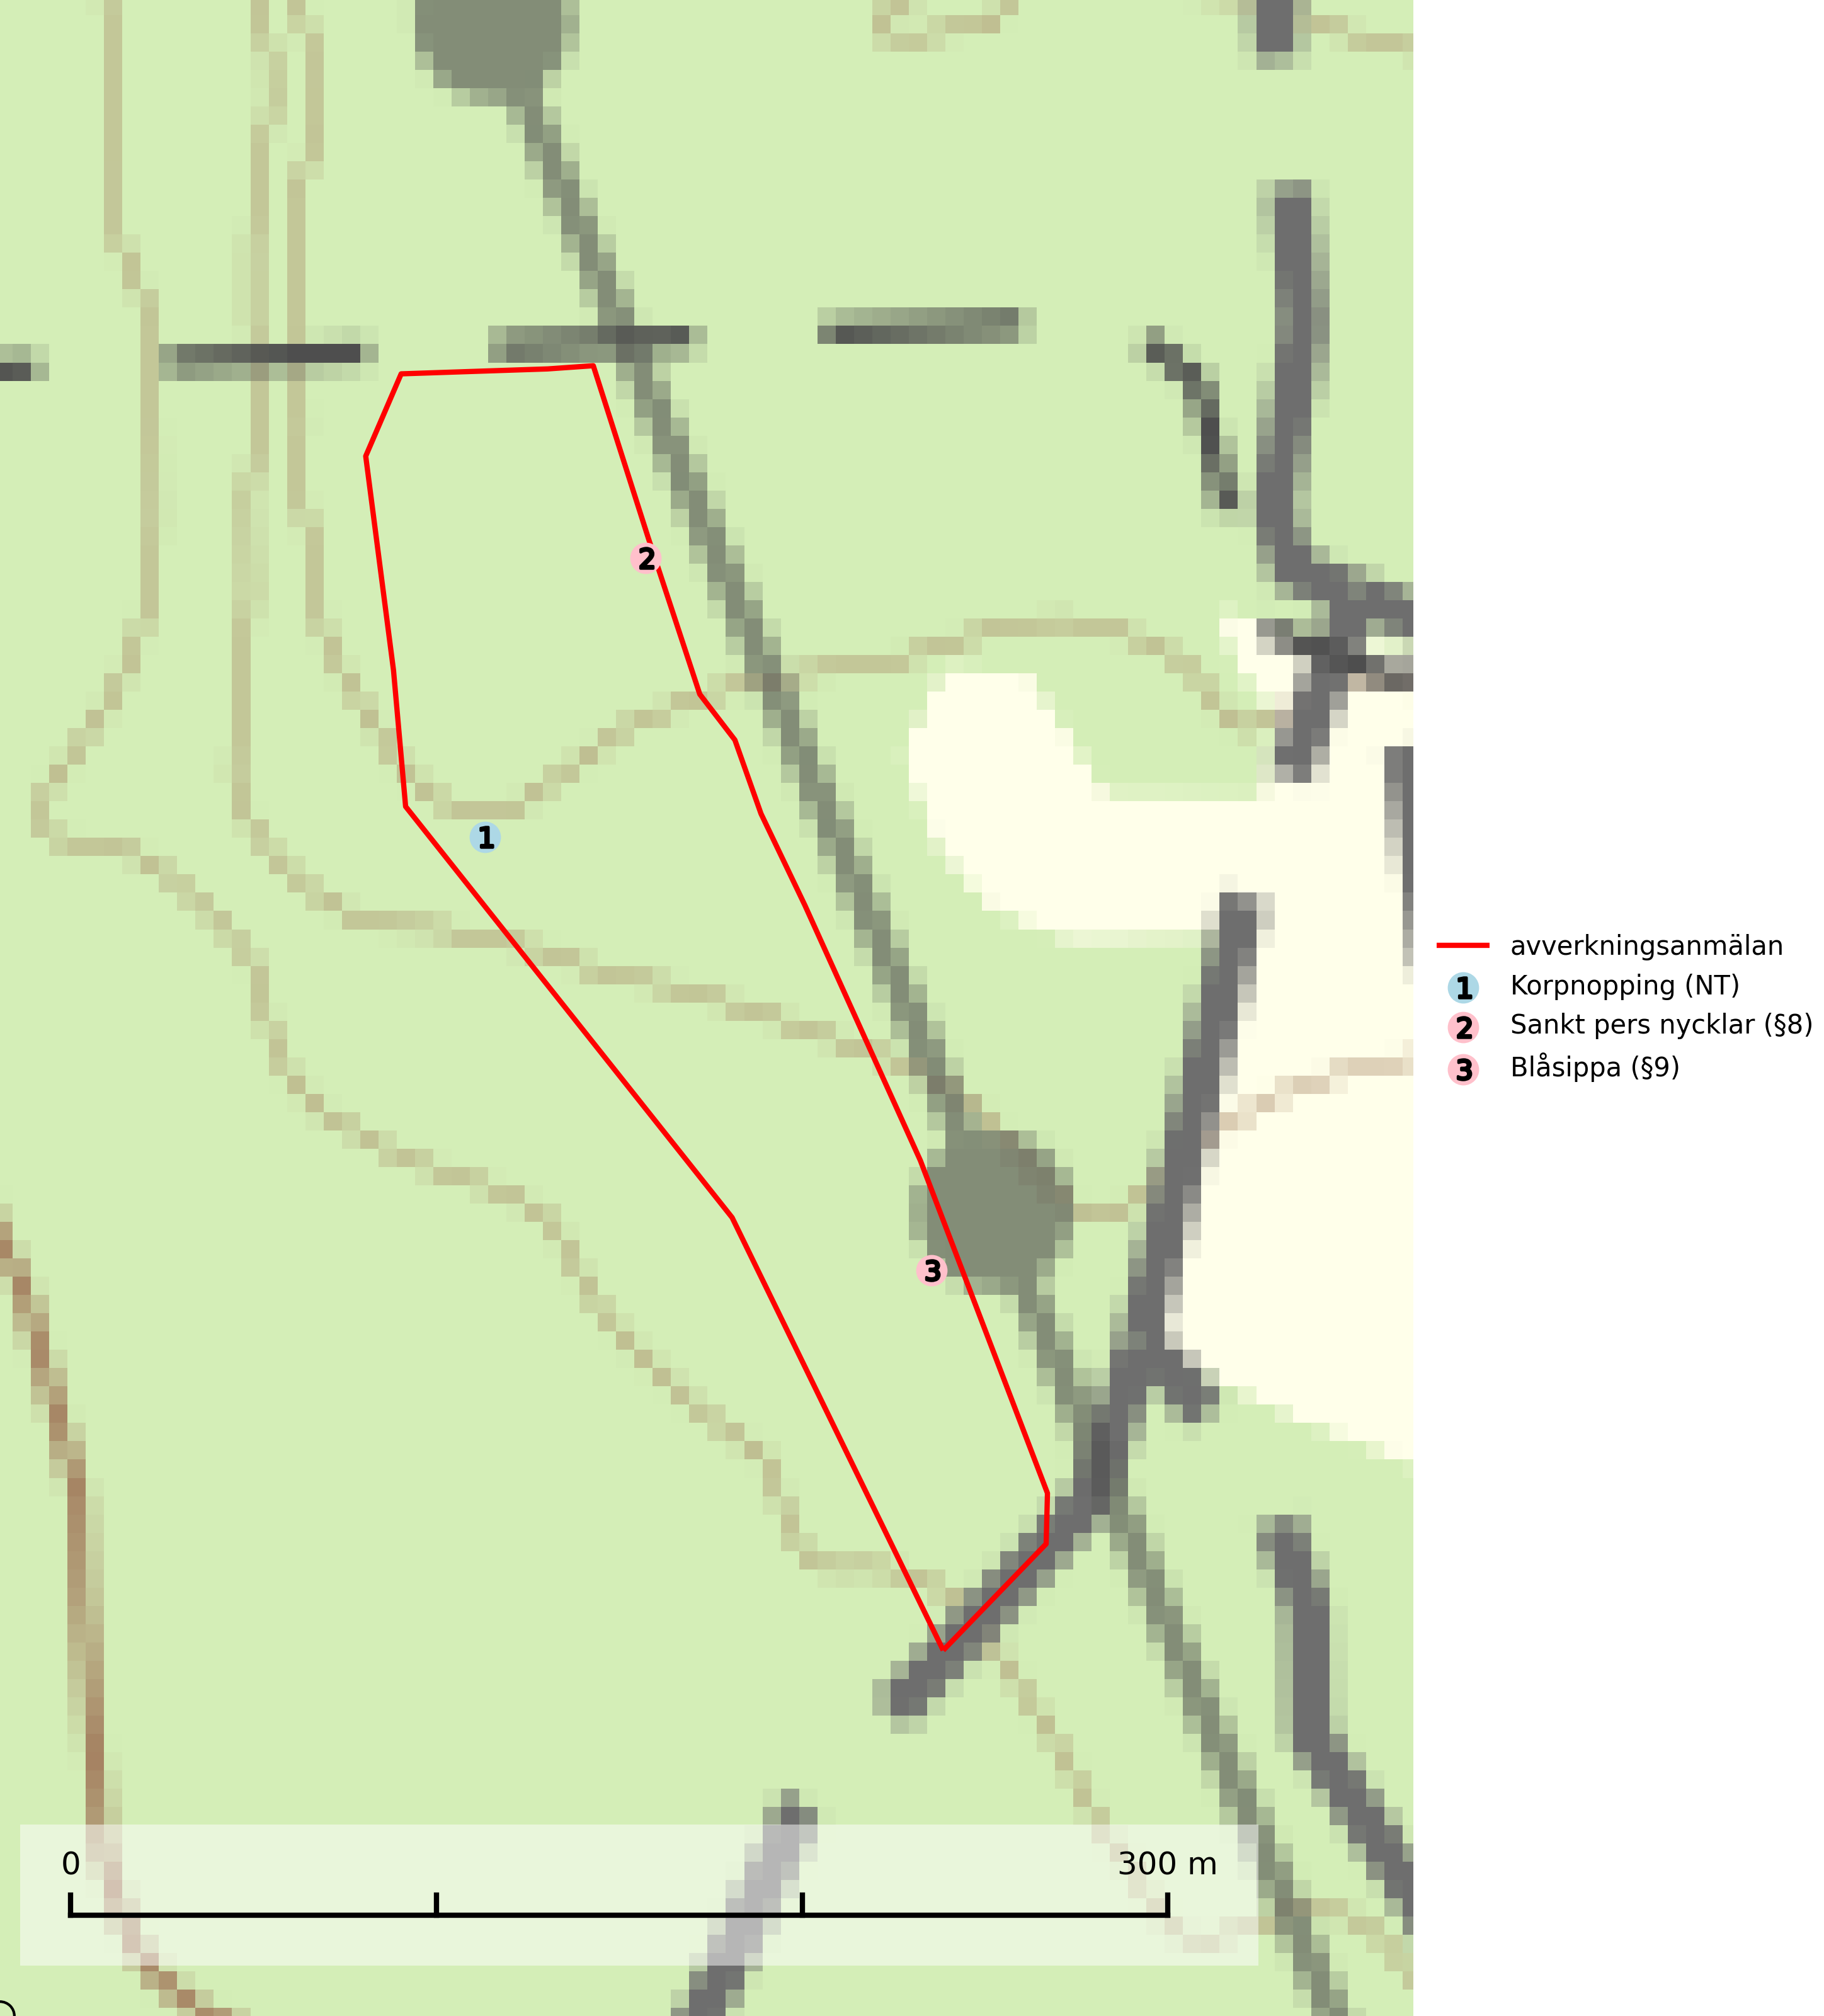 2
1
avverkningsanmälan
1 Korpnopping (NT)
2 Sankt pers nycklar (§8)
3 Blåsippa (§9)
3
0 300 m